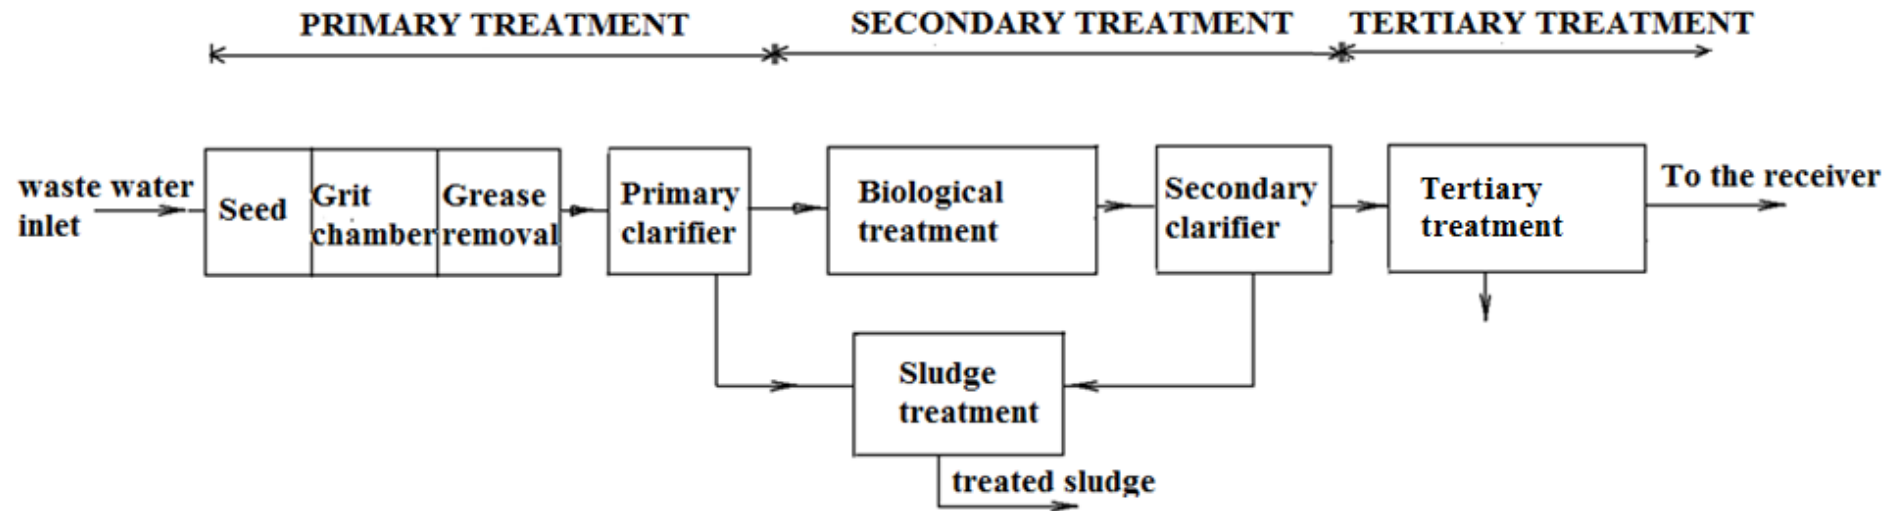 PRIMARY TREATMENT
SECONDARY TREATMENT
TERTIARY TREATMENT
waste water
inlet
Seed
Grit
chamber
Grease
removal
Primary
clarifier
Biological
treatment
Secondary
clarifier
Tertiary
treatment
To the receiver
Sludge
treatment
treated sludge